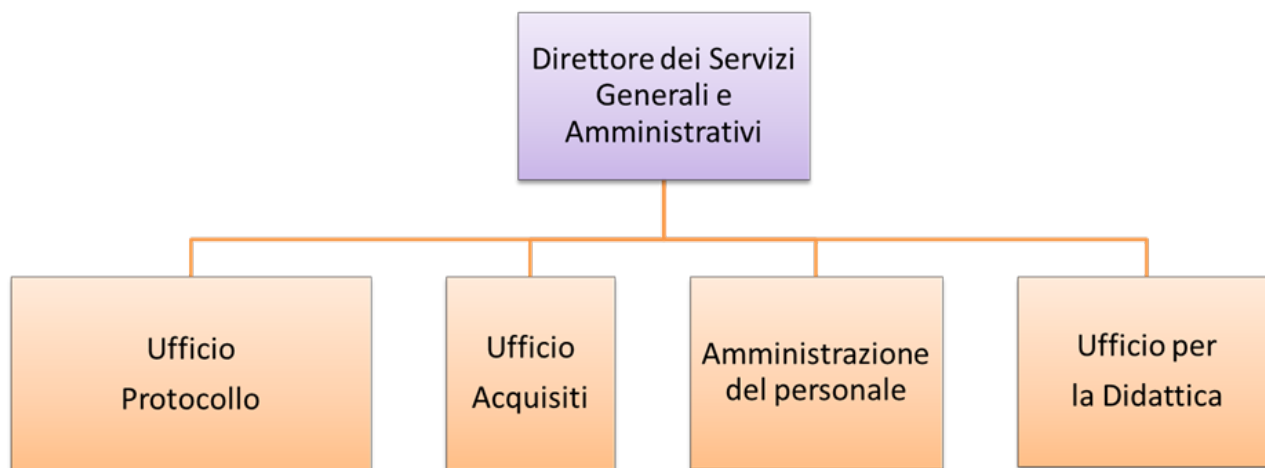 Direttore dei Servizi
Generali e
Amministrativi
Ufficio
Protocollo
Ufficio
Acquisiti
Amministrazione
del personale
Ufficio per
la Didattica